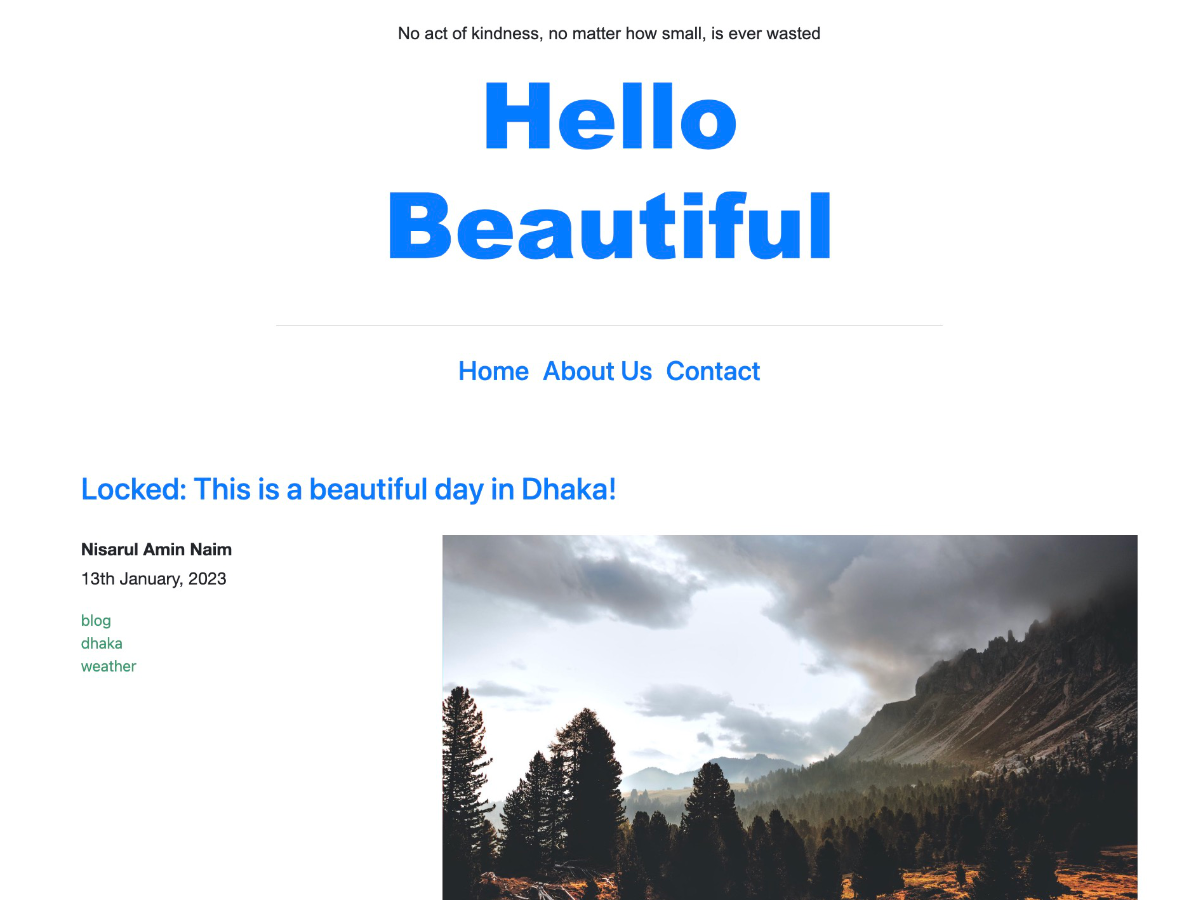 No act of kindness, no matter how small, is ever wasted
Hello
Beautiful
Home About Us Contact
Locked: This is a beautiful day in Dhaka!
Nisarul Amin Naim
13th January, 2023
blog
dhaka
weather